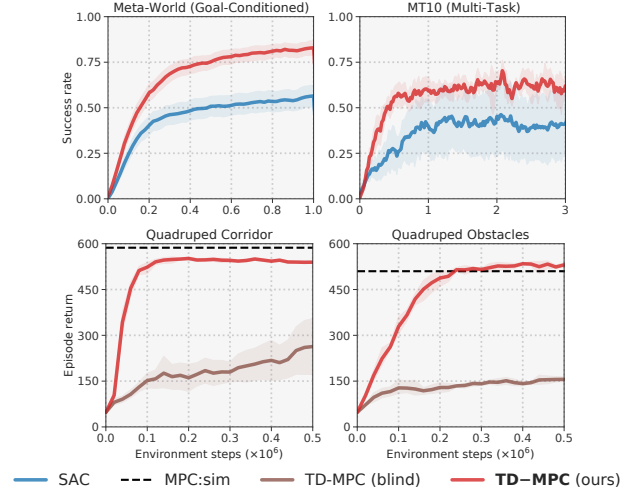 Meta-World (Goal-Conditioned)
MT10 (Multi-Task)
Success rate
1.00
0.75
0.50
0.25
0.00
0.0 0.2 0.4 0.6 0.8 1.0
1.00
0.75
0.50
0.25
0.00
0 1 2 3
Quadruped Corridor
Quadruped Obstacles
Episode return
600
450
300
150
0
0.0 0.1 0.2 0.3 0.4 0.5
Environment steps (×10⁶)
600
450
300
150
0
0.0 0.1 0.2 0.3 0.4 0.5
Environment steps (×10⁶)
SAC MPC:sim TD-MPC (blind) TD−MPC (ours)